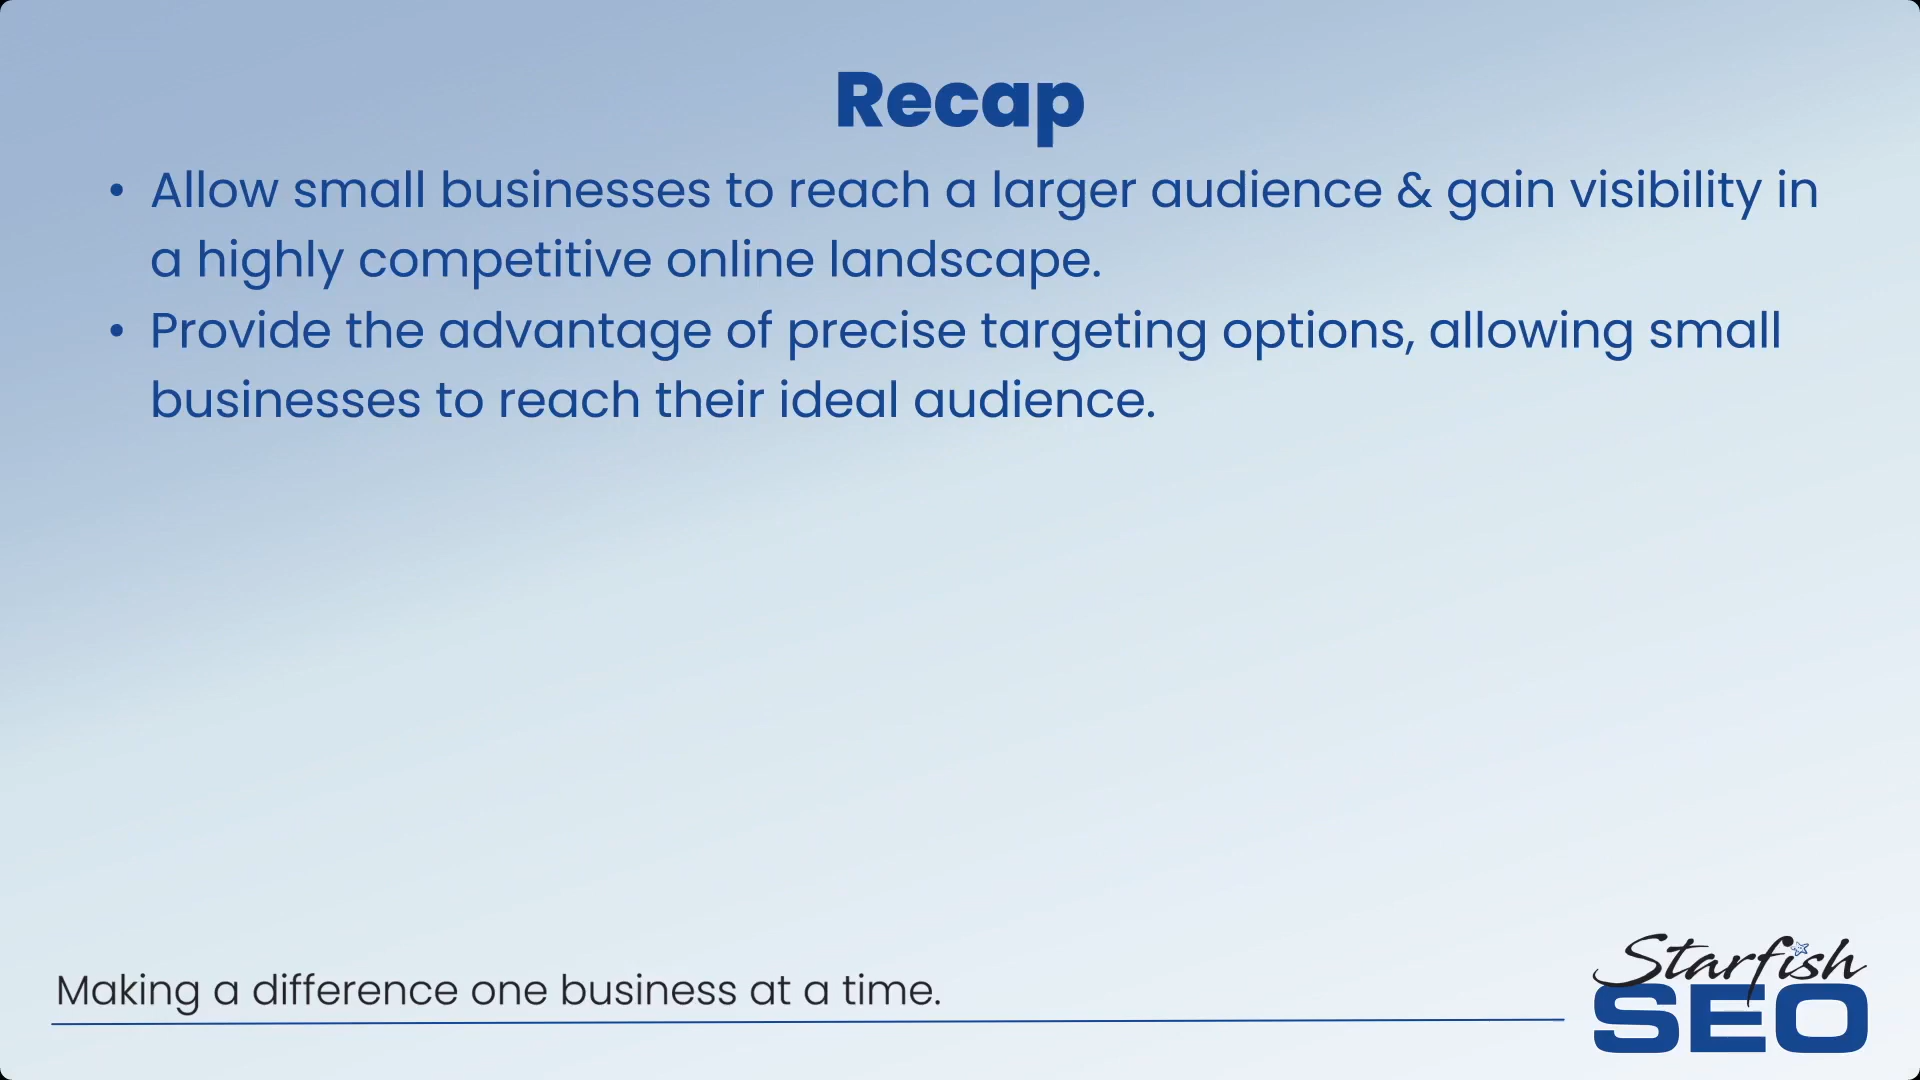 Recap
• Allow small businesses to reach a larger audience & gain visibility in
a highly competitive online landscape.
• Provide the advantage of precise targeting options, allowing small
businesses to reach their ideal audience.
Making a difference one business at a time.
Starfish
SEO